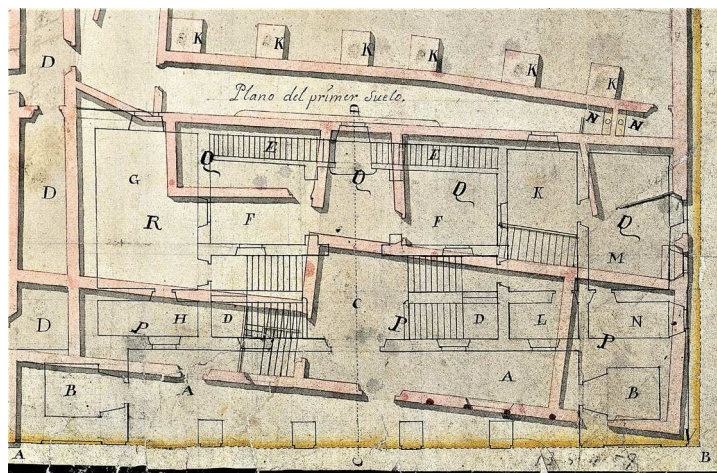 K K K K K K
D
Plano del primer Suelo.
N N
E E
Q Q Q Q
G K
D
F F
R
M
C
P H D P D L N
D P
B A A B
A C B